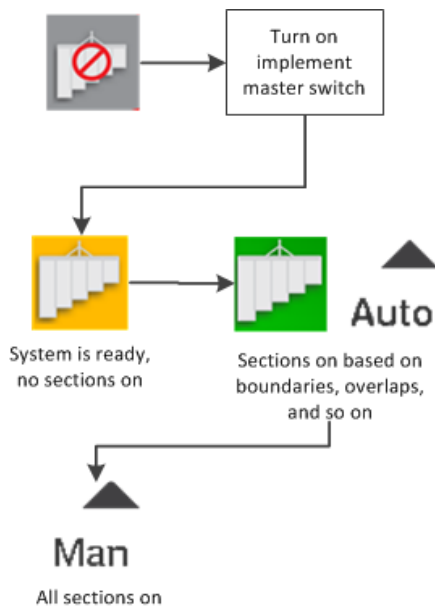 Turn on
implement
master switch
Auto
System is ready,
no sections on
Sections on based on
boundaries, overlaps,
and so on
Man
All sections on